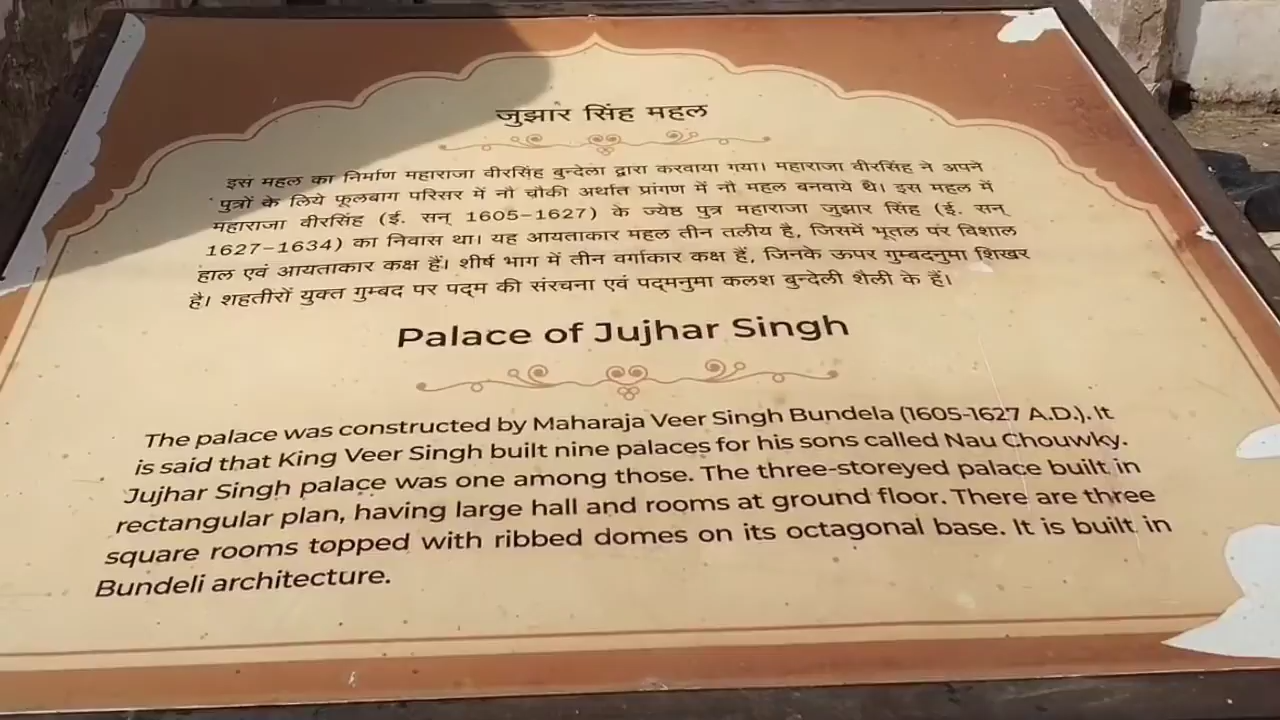 जुझार सिंह महल
इस महल का निर्माण महाराजा वीरसिंह बुन्देला द्वारा करवाया गया। महाराजा वीरसिंह ने अपने
पुत्रों के लिये फूलबाग परिसर में नौ चौकी अर्थात प्रांगण में नौ महल बनवाये थे। इस महल में
महाराजा वीरसिंह (ई. सन् 1605-1627) के ज्येष्ठ पुत्र महाराजा जुझार सिंह (ई. सन्
1627-1634) का निवास था। यह आयताकार महल तीन तलीय है, जिसमें भूतल पर विशाल
हाल एवं आयताकार कक्ष हैं। शीर्ष भाग में तीन वर्गाकार कक्ष हैं, जिनके ऊपर गुम्बदनुमा शिखर
है। शहतीरों युक्त गुम्बद पर पद्म की संरचना एवं पद्मनुमा कलश बुन्देली शैली के हैं।
Palace of Jujhar Singh
The palace was constructed by Maharaja Veer Singh Bundela (1605-1627 A.D.). It
is said that King Veer Singh built nine palaces for his sons called Nau Chouwky.
Jujhar Singh palace was one among those. The three-storeyed palace built in
rectangular plan, having large hall and rooms at ground floor. There are three
square rooms topped with ribbed domes on its octagonal base. It is built in
Bundeli architecture.